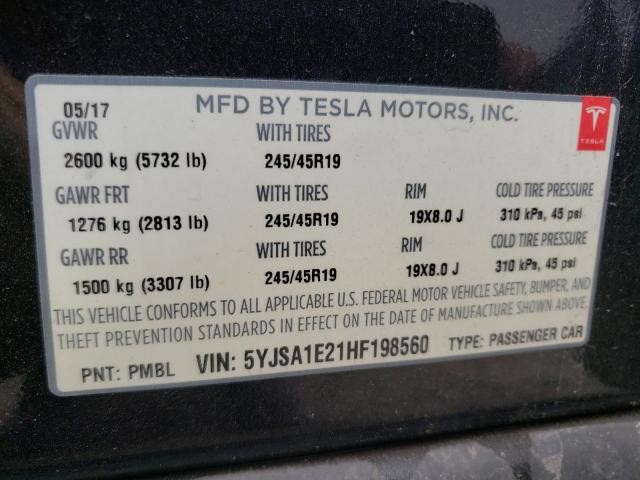 05/17 MFD BY TESLA MOTORS, INC.
TESLA
GVWR WITH TIRES
2600 kg (5732 lb) 245/45R19
GAWR FRT WITH TIRES RIM COLD TIRE PRESSURE
1276 kg (2813 lb) 245/45R19 19X8.0 J 310 kPa, 45 psi
GAWR RR WITH TIRES RIM COLD TIRE PRESSURE
1500 kg (3307 lb) 245/45R19 19X8.0 J 310 kPa, 45 psi
THIS VEHICLE CONFORMS TO ALL APPLICABLE U.S. FEDERAL MOTOR VEHICLE SAFETY, BUMPER, AND
THEFT PREVENTION STANDARDS IN EFFECT ON THE DATE OF MANUFACTURE SHOWN ABOVE.
PNT: PMBL VIN: 5YJSA1E21HF198560 TYPE: PASSENGER CAR